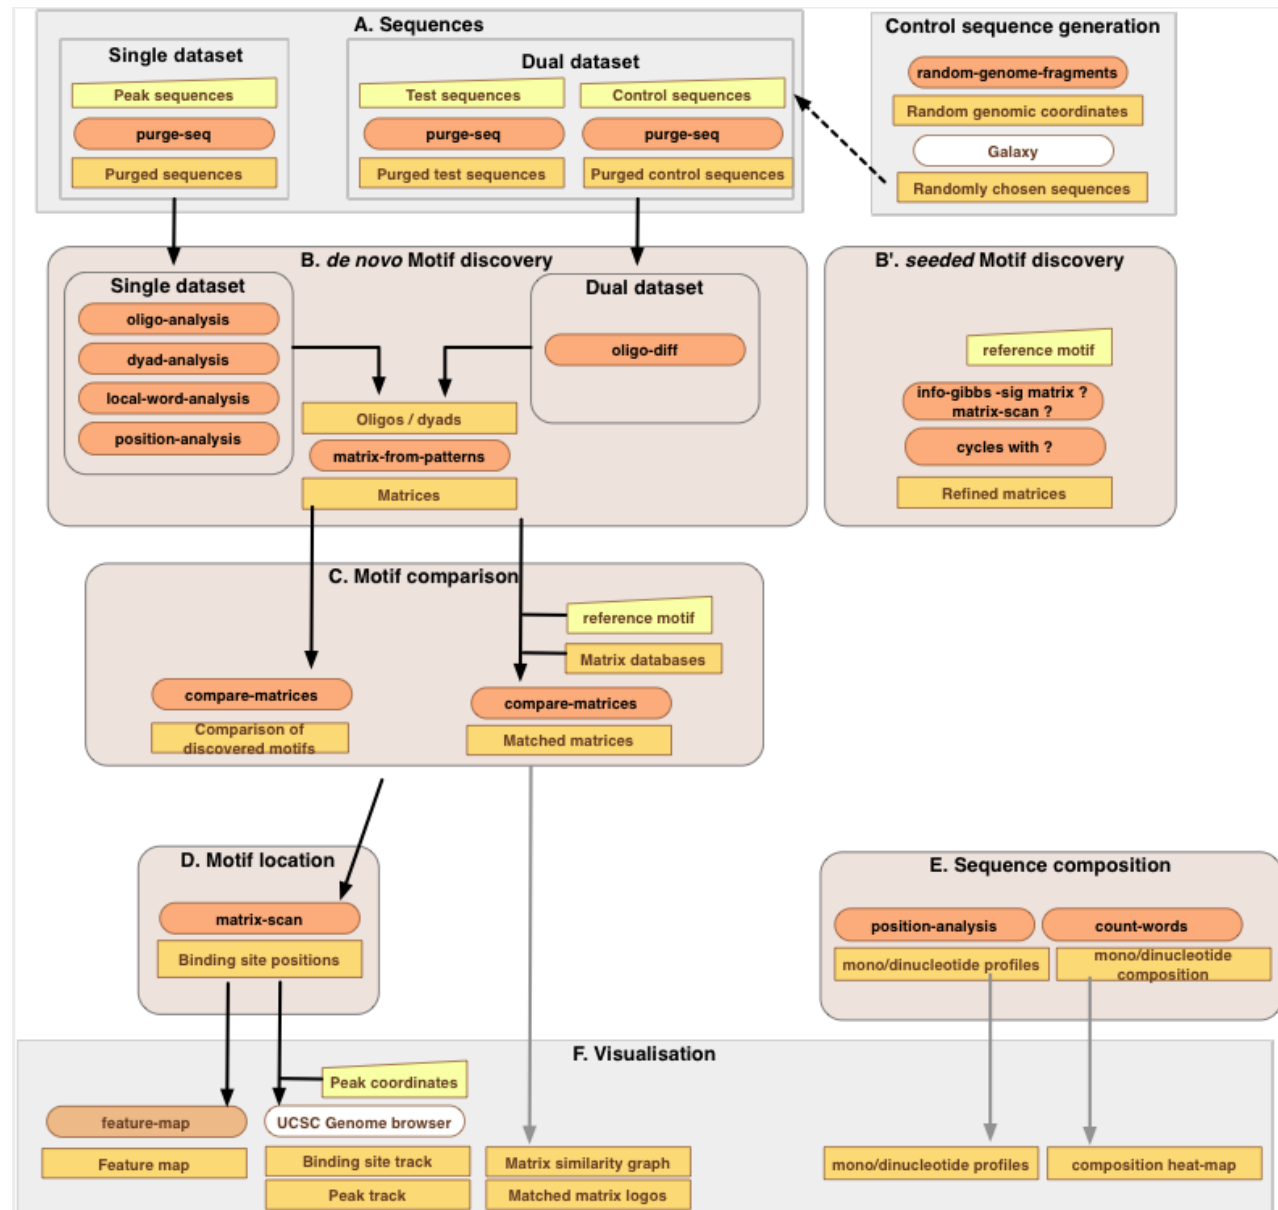 A. Sequences
Single dataset
Peak sequences
purge-seq
Purged sequences
Dual dataset
Test sequences
Control sequences
purge-seq
purge-seq
Purged test sequences
Purged control sequences
Control sequence generation
random-genome-fragments
Random genomic coordinates
Galaxy
Randomly chosen sequences
B. de novo Motif discovery
Single dataset
oligo-analysis
dyad-analysis
local-word-analysis
position-analysis
Dual dataset
oligo-diff
Oligos / dyads
matrix-from-patterns
Matrices
B'. seeded Motif discovery
reference motif
info-gibbs -sig matrix ?
matrix-scan ?
cycles with ?
Refined matrices
C. Motif comparison
reference motif
Matrix databases
compare-matrices
Comparison of
discovered motifs
compare-matrices
Matched matrices
D. Motif location
matrix-scan
Binding site positions
E. Sequence composition
position-analysis
count-words
mono/dinucleotide profiles
mono/dinucleotide
composition
F. Visualisation
Peak coordinates
feature-map
UCSC Genome browser
Feature map
Binding site track
Peak track
Matrix similarity graph
Matched matrix logos
mono/dinucleotide profiles
composition heat-map